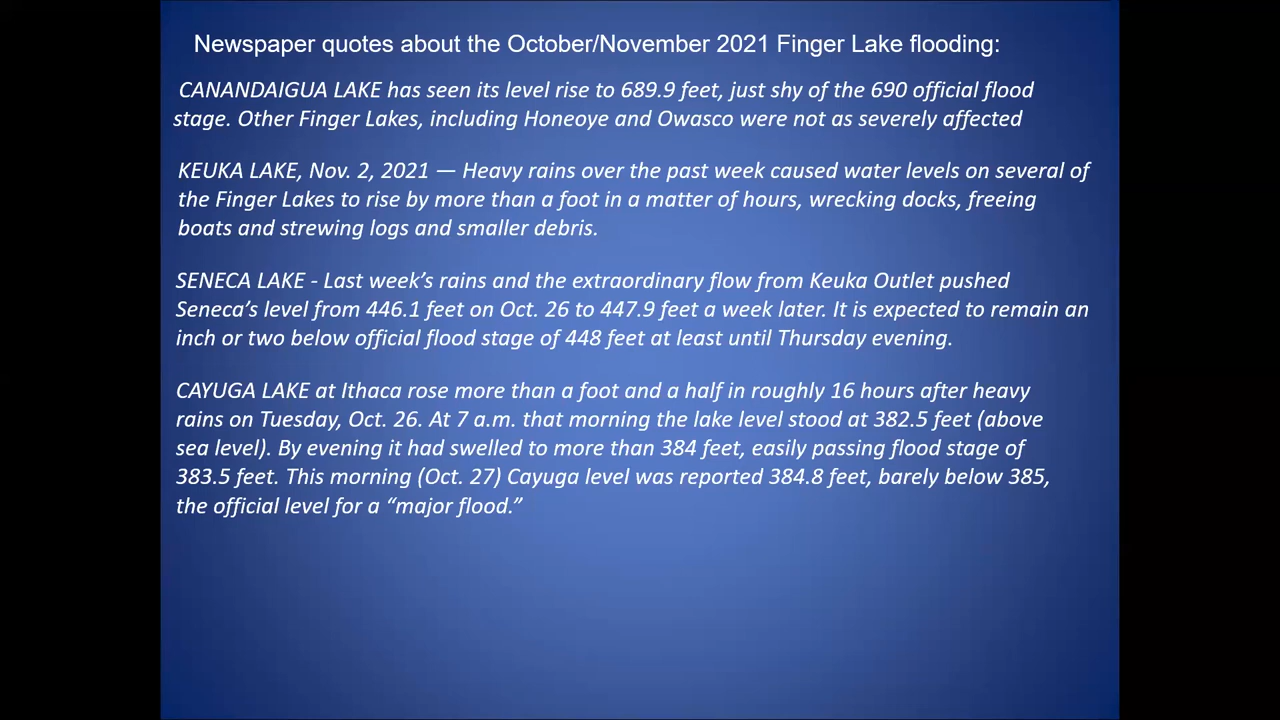 Newspaper quotes about the October/November 2021 Finger Lake flooding:
CANANDAIGUA LAKE has seen its level rise to 689.9 feet, just shy of the 690 official flood
stage. Other Finger Lakes, including Honeoye and Owasco were not as severely affected
KEUKA LAKE, Nov. 2, 2021 — Heavy rains over the past week caused water levels on several of
the Finger Lakes to rise by more than a foot in a matter of hours, wrecking docks, freeing
boats and strewing logs and smaller debris.
SENECA LAKE - Last week’s rains and the extraordinary flow from Keuka Outlet pushed
Seneca’s level from 446.1 feet on Oct. 26 to 447.9 feet a week later. It is expected to remain an
inch or two below official flood stage of 448 feet at least until Thursday evening.
CAYUGA LAKE at Ithaca rose more than a foot and a half in roughly 16 hours after heavy
rains on Tuesday, Oct. 26. At 7 a.m. that morning the lake level stood at 382.5 feet (above
sea level). By evening it had swelled to more than 384 feet, easily passing flood stage of
383.5 feet. This morning (Oct. 27) Cayuga level was reported 384.8 feet, barely below 385,
the official level for a “major flood.”